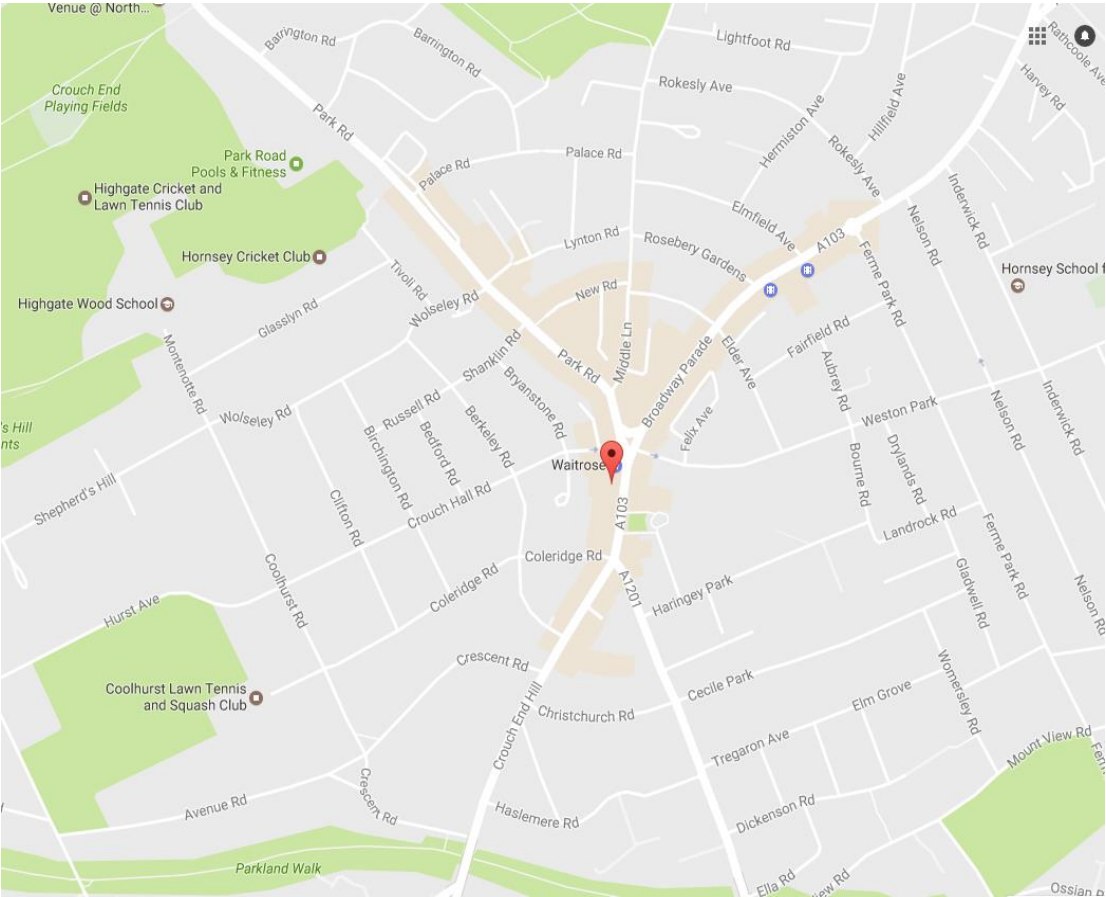 Venue @ North...
Barrington Rd
Barrington Rd
Lightfoot Rd
Rathcoole Ave
Crouch End
Playing Fields
Rokesly Ave
Harvey Rd
Park Rd
Hermiston Ave
Hillfield Ave
Park Road
Pools & Fitness
Palace Rd
Palace Rd
Rokesly Ave
Highgate Cricket and
Lawn Tennis Club
Inderwick Rd
Elmfield Ave
Nelson Rd
Lynton Rd
Rosebery Gardens
A103
Hornsey Cricket Club
Tivoli Rd
Ferme Park Rd
Hornsey School f
Highgate Wood School
Glasslyn Rd
Wolseley Rd
New Rd
Montenotte Rd
Shanklin Rd
Park Rd
Middle Ln
Broadway Parade
Elder Ave
Fairfield Rd
Aubrey Rd
Wolseley Rd
Russell Rd
Bryanstone Rd
Felix Ave
Weston Park
Nelson Rd
Inderwick Rd
's Hill
nts
Birchington Rd
Bedford Rd
Berkeley Rd
Waitrose
Bourne Rd
Drylands Rd
Shepherd's Hill
Clifton Rd
Crouch Hall Rd
A103
Landrock Rd
Ferme Park Rd
Coleridge Rd
Coolhurst Rd
Coleridge Rd
A1201
Haringey Park
Gladwell Rd
Nelson Rd
Hurst Ave
Crescent Rd
Womersley Rd
Coolhurst Lawn Tennis
and Squash Club
Cecile Park
Elm Grove
Crouch End Hill
Christchurch Rd
Tregaron Ave
Mount View Rd
Ferm
Crescent Rd
Avenue Rd
Haslemere Rd
Dickenson Rd
Parkland Walk
Ella Rd
iew Rd
Ossian R